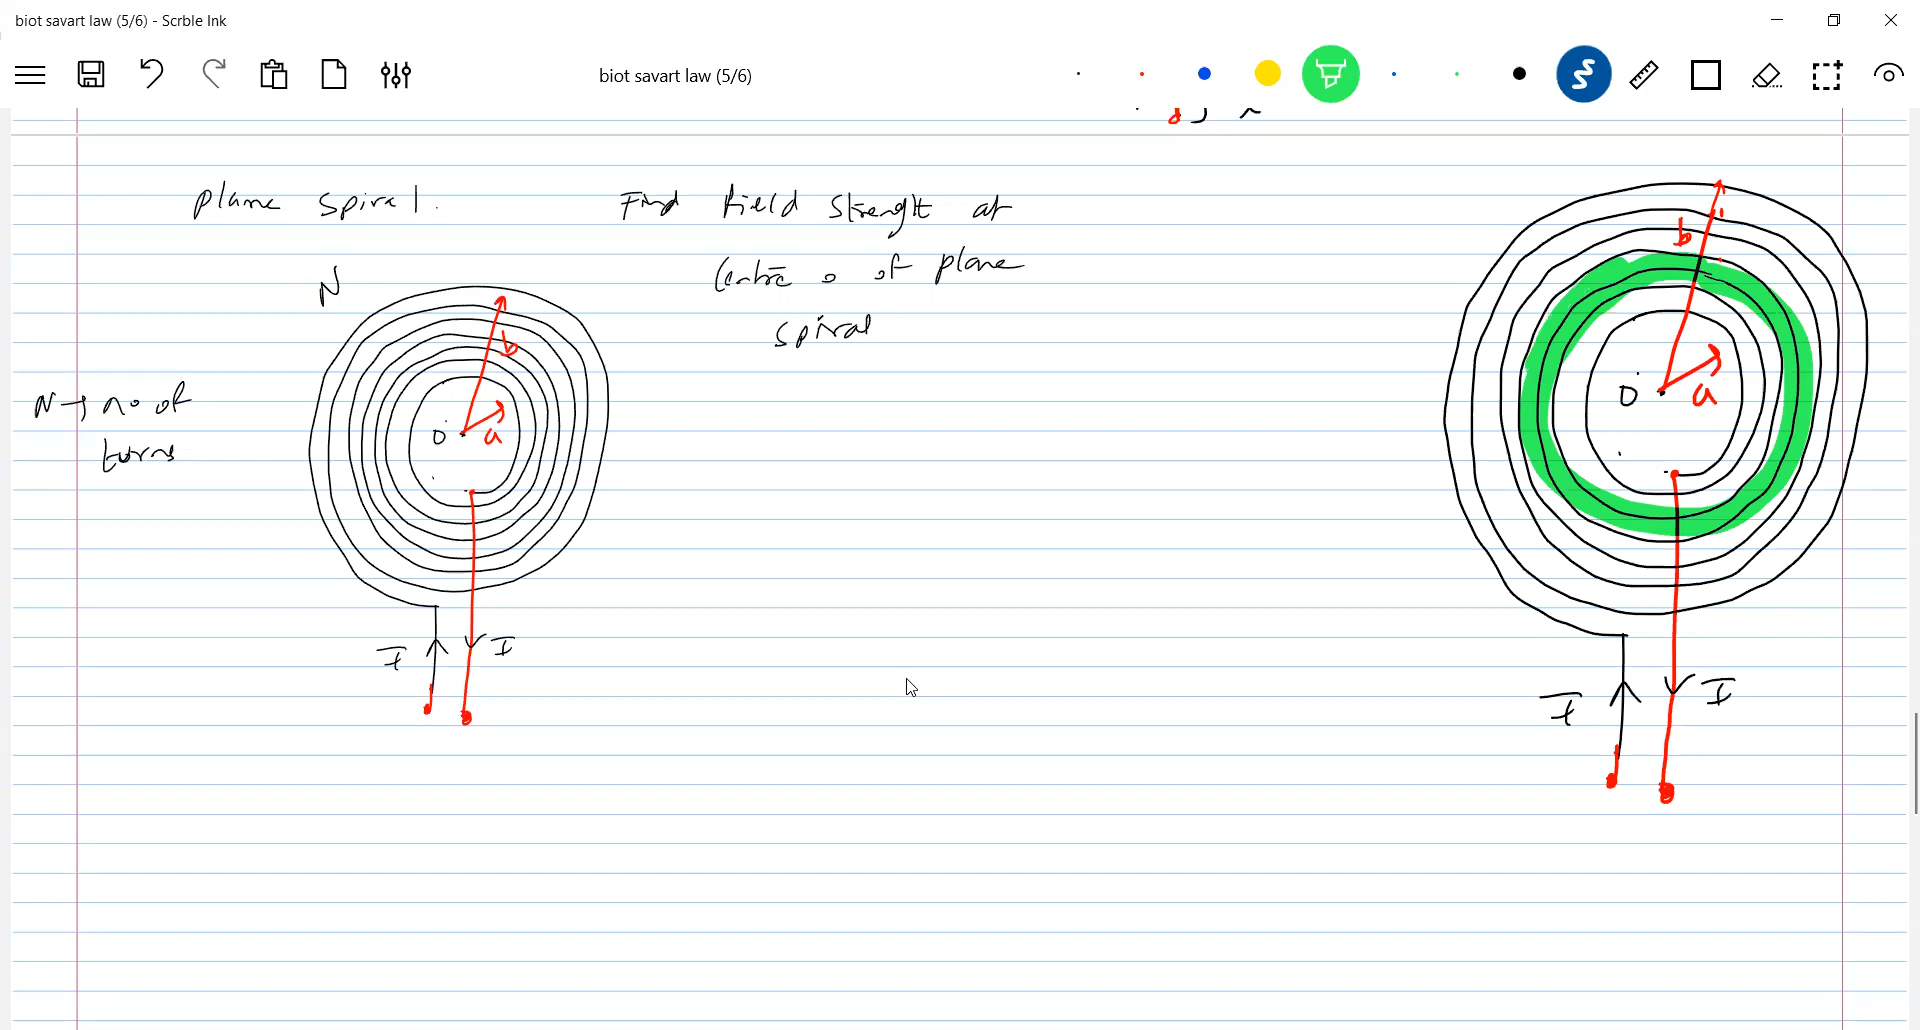 biot savart law (5/6) - Scrble Ink
biot savart law (5/6)
plane spiral.
Find field strenght at
Centre o of plane
spiral
N
N → no of
turns
b
O
a
I
I
b
O
a
I
I